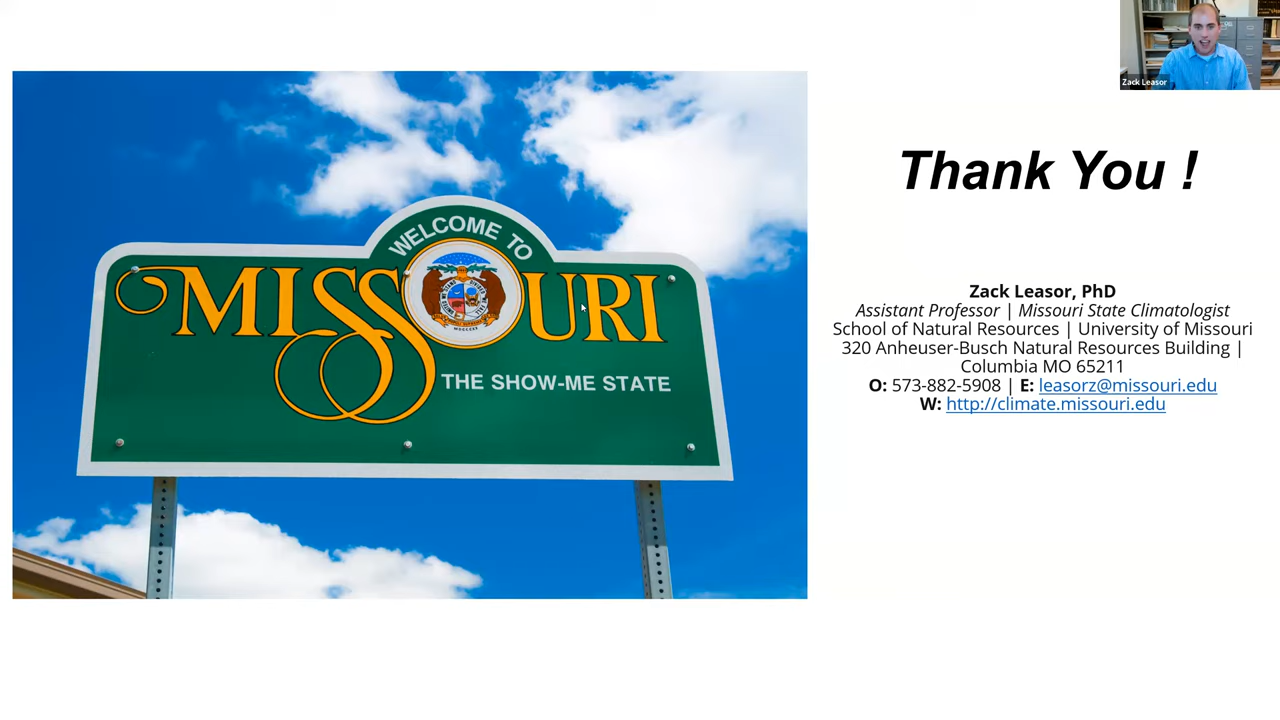 Zack Leasor
Thank You !
WELCOME TO
MISSOURI
THE SHOW-ME STATE
Zack Leasor, PhD
Assistant Professor | Missouri State Climatologist
School of Natural Resources | University of Missouri
320 Anheuser-Busch Natural Resources Building |
Columbia MO 65211
O: 573-882-5908 | E: leasorz@missouri.edu
W: http://climate.missouri.edu